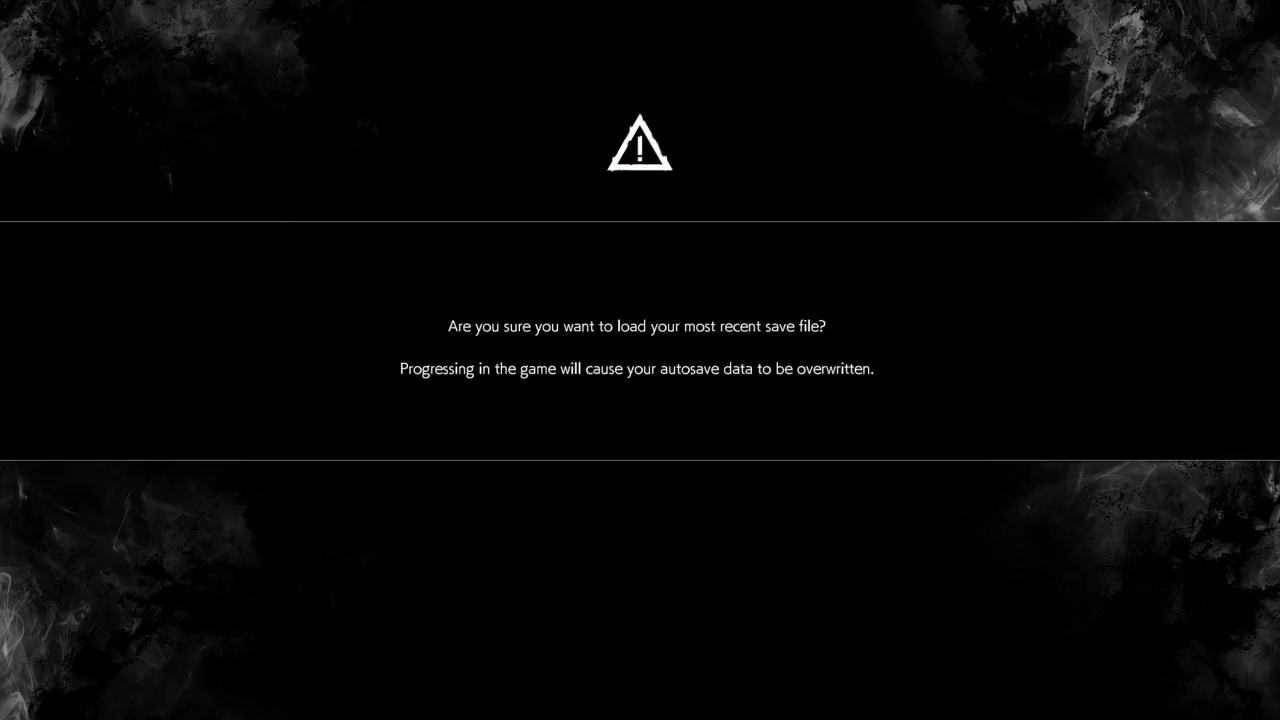 Are you sure you want to load your most recent save file?
Progressing in the game will cause your autosave data to be overwritten.